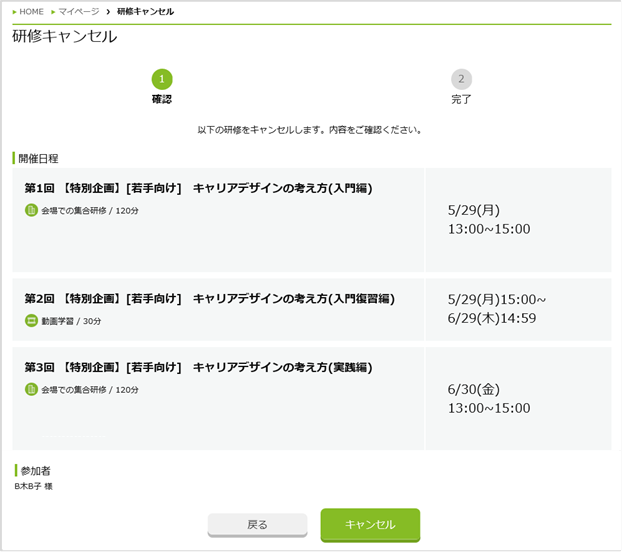 HOME マイページ 研修キャンセル
研修キャンセル
1 2
確認 完了
以下の研修をキャンセルします。内容をご確認ください。
開催日程
第1回 【特別企画】[若手向け] キャリアデザインの考え方(入門編)
会場での集合研修 / 120分
5/29(月)
13:00~15:00
第2回 【特別企画】[若手向け] キャリアデザインの考え方(入門復習編)
動画学習 / 30分
5/29(月)15:00~
6/29(木)14:59
第3回 【特別企画】[若手向け] キャリアデザインの考え方(実践編)
会場での集合研修 / 120分
6/30(金)
13:00~15:00
参加者
B木B子 様
戻る キャンセル